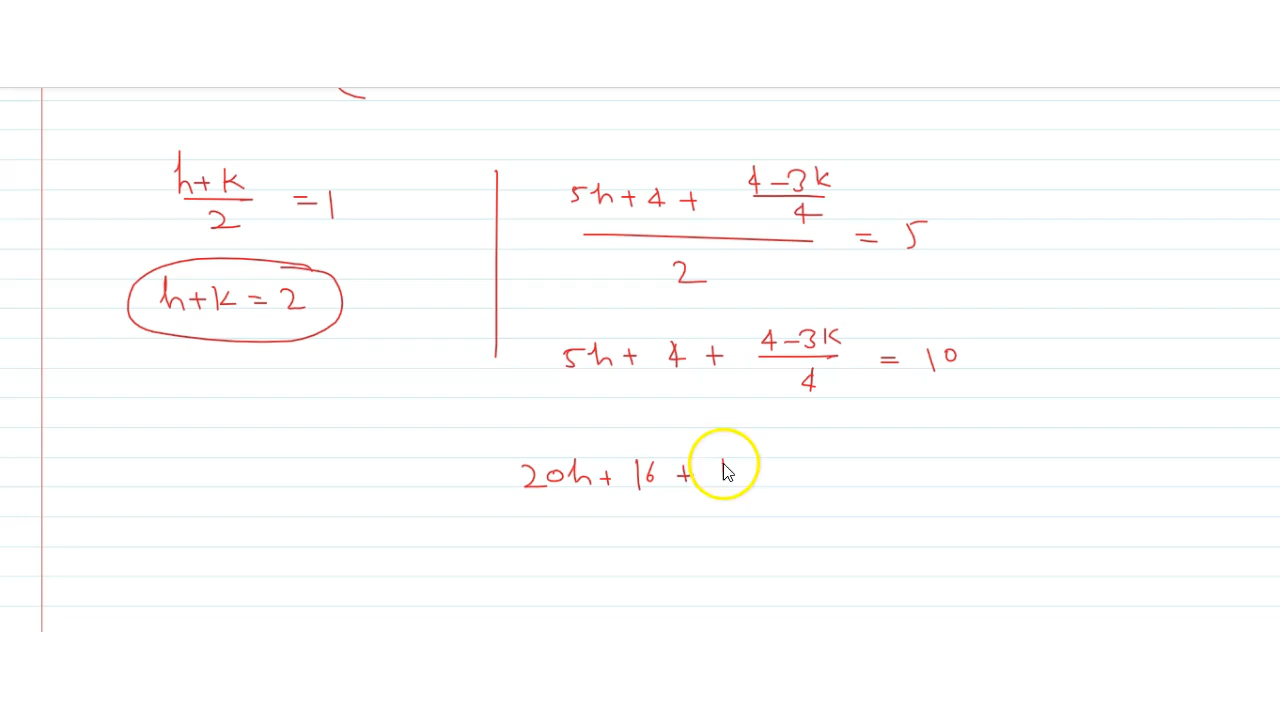 h+k/2 = 1
h+k = 2
5h+4+ 4-3k/4 / 2 = 5
5h+ 4 + 4-3k/4 = 10
20h+ 16 +